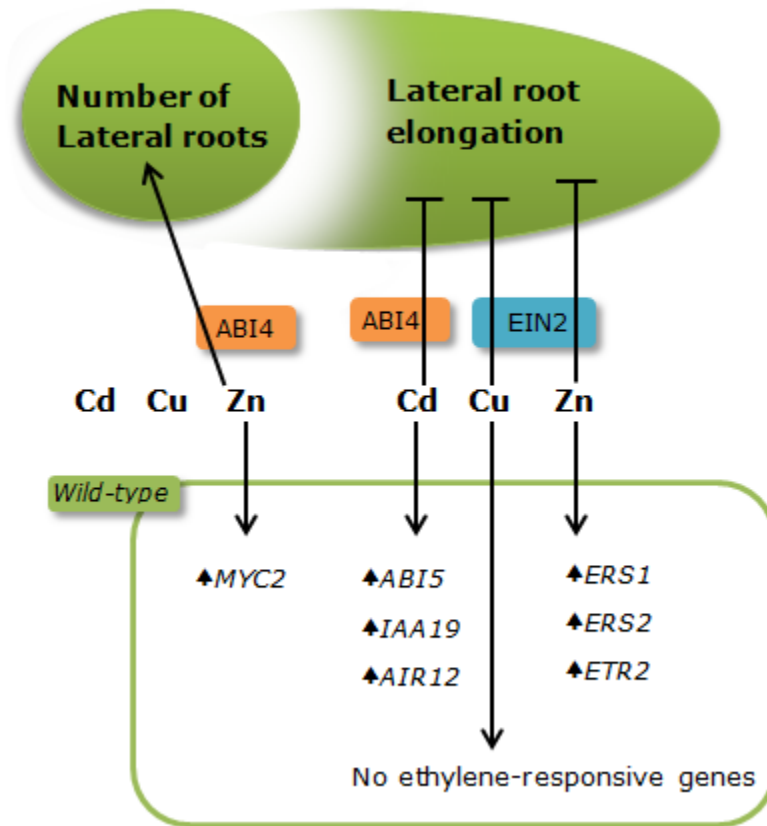 Number of
Lateral roots
Lateral root
elongation
ABI4
ABI4
EIN2
Cd Cu Zn
Cd Cu Zn
Wild-type
♠MYC2
♠ABI5
♠IAA19
♠AIR12
♠ERS1
♠ERS2
♠ETR2
No ethylene-responsive genes